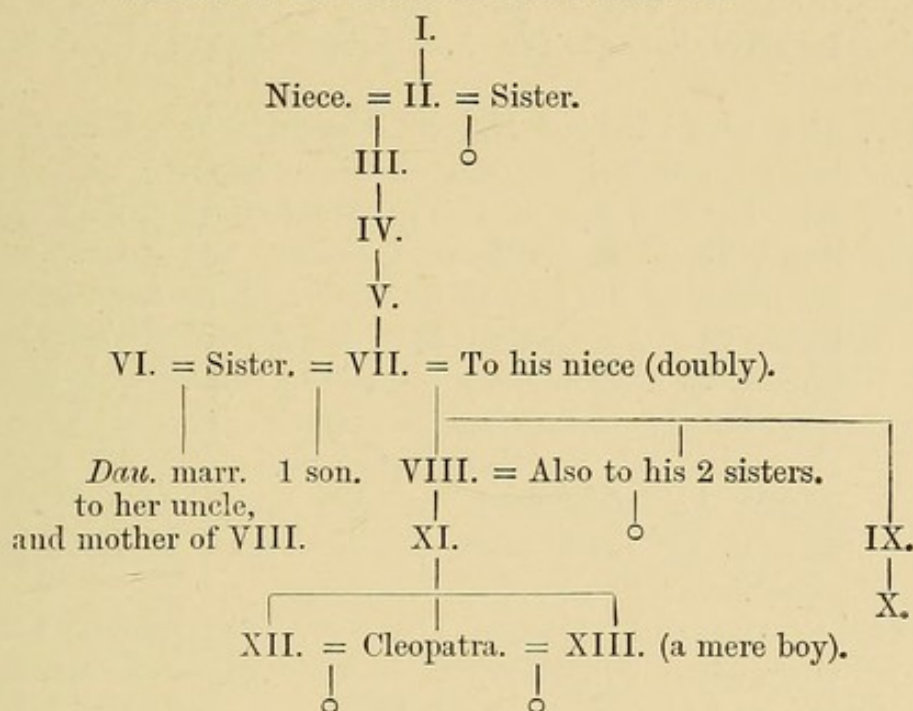 I.
Niece. = II. = Sister.
III.
IV.
V.
VI. = Sister. = VII. = To his niece (doubly).
Dau. marr. 1 son. VIII. = Also to his 2 sisters.
to her uncle,
and mother of VIII. XI. IX.
X.
XII. = Cleopatra. = XIII. (a mere boy).